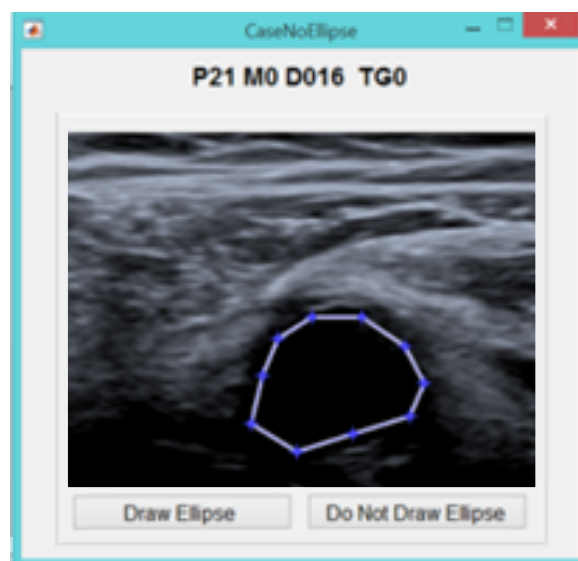 CaseNoEllipse
P21 M0 D016 TG0
Draw Ellipse
Do Not Draw Ellipse